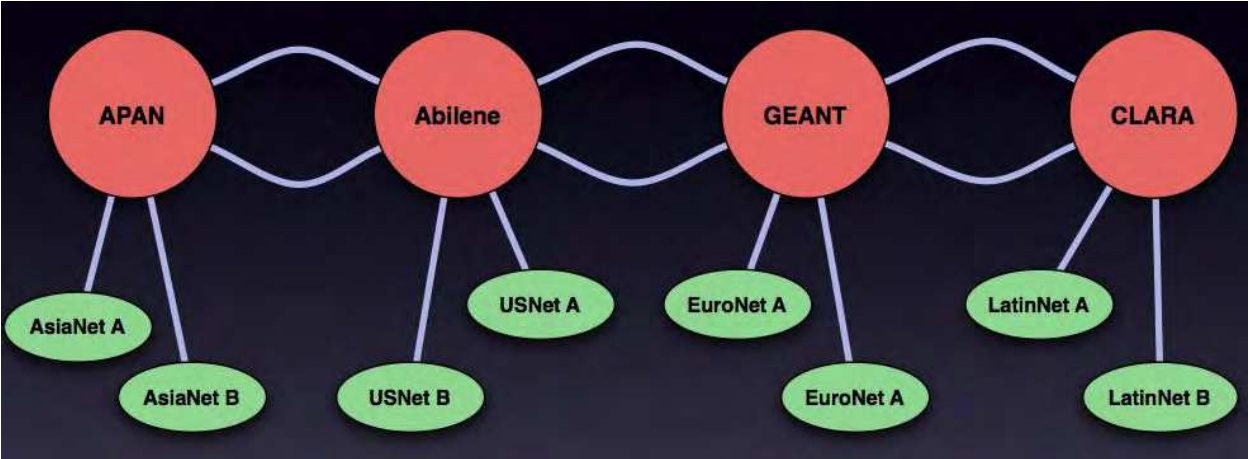 APAN
Abilene
GEANT
CLARA
AsiaNet A
AsiaNet B
USNet B
USNet A
EuroNet A
EuroNet A
LatinNet A
LatinNet B